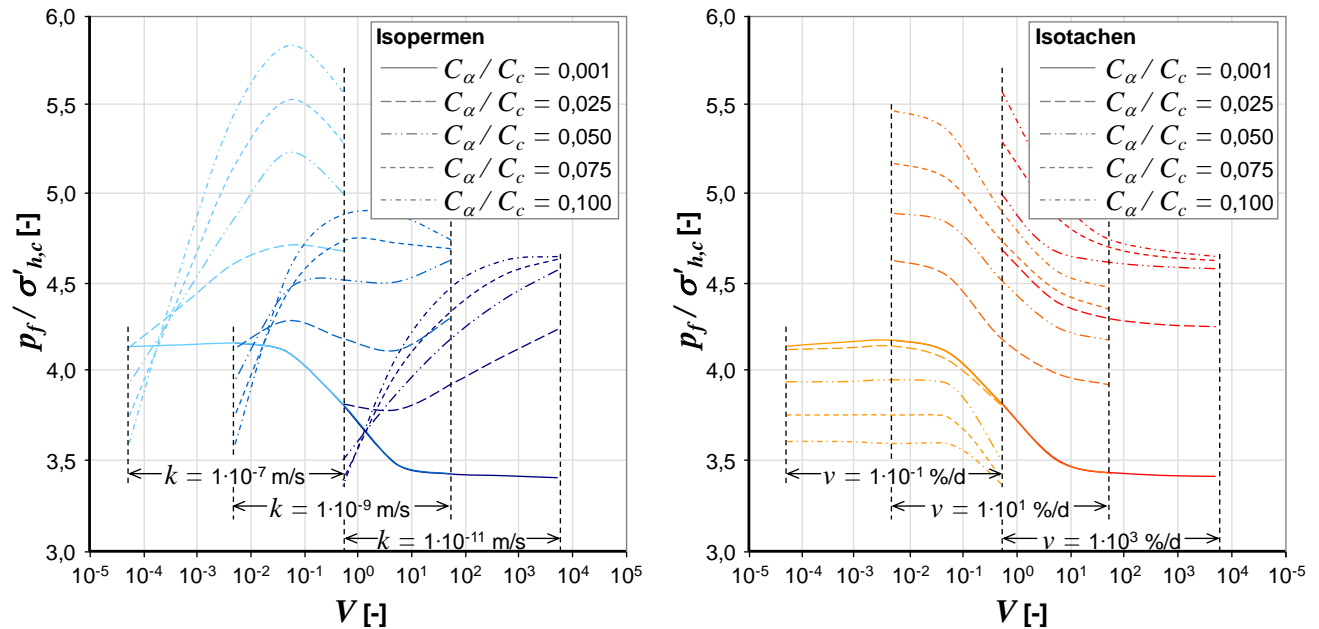 6,0
5,5
5,0
4,5
4,0
3,5
3,0
p_f / σ'_{h,c} [-]
Isopermen
C_α / C_c = 0,001
C_α / C_c = 0,025
C_α / C_c = 0,050
C_α / C_c = 0,075
C_α / C_c = 0,100
k = 1·10^-7 m/s
k = 1·10^-9 m/s
k = 1·10^-11 m/s
10^-5 10^-4 10^-3 10^-2 10^-1 10^0 10^1 10^2 10^3 10^4 10^5
V [-]
6,0
5,5
5,0
4,5
4,0
3,5
3,0
p_f / σ'_{h,c} [-]
Isotachen
C_α / C_c = 0,001
C_α / C_c = 0,025
C_α / C_c = 0,050
C_α / C_c = 0,075
C_α / C_c = 0,100
v = 1·10^-1 %/d
v = 1·10^1 %/d
v = 1·10^3 %/d
10^-5 10^-4 10^-3 10^-2 10^-1 10^0 10^1 10^2 10^3 10^4 10^-5
V [-]